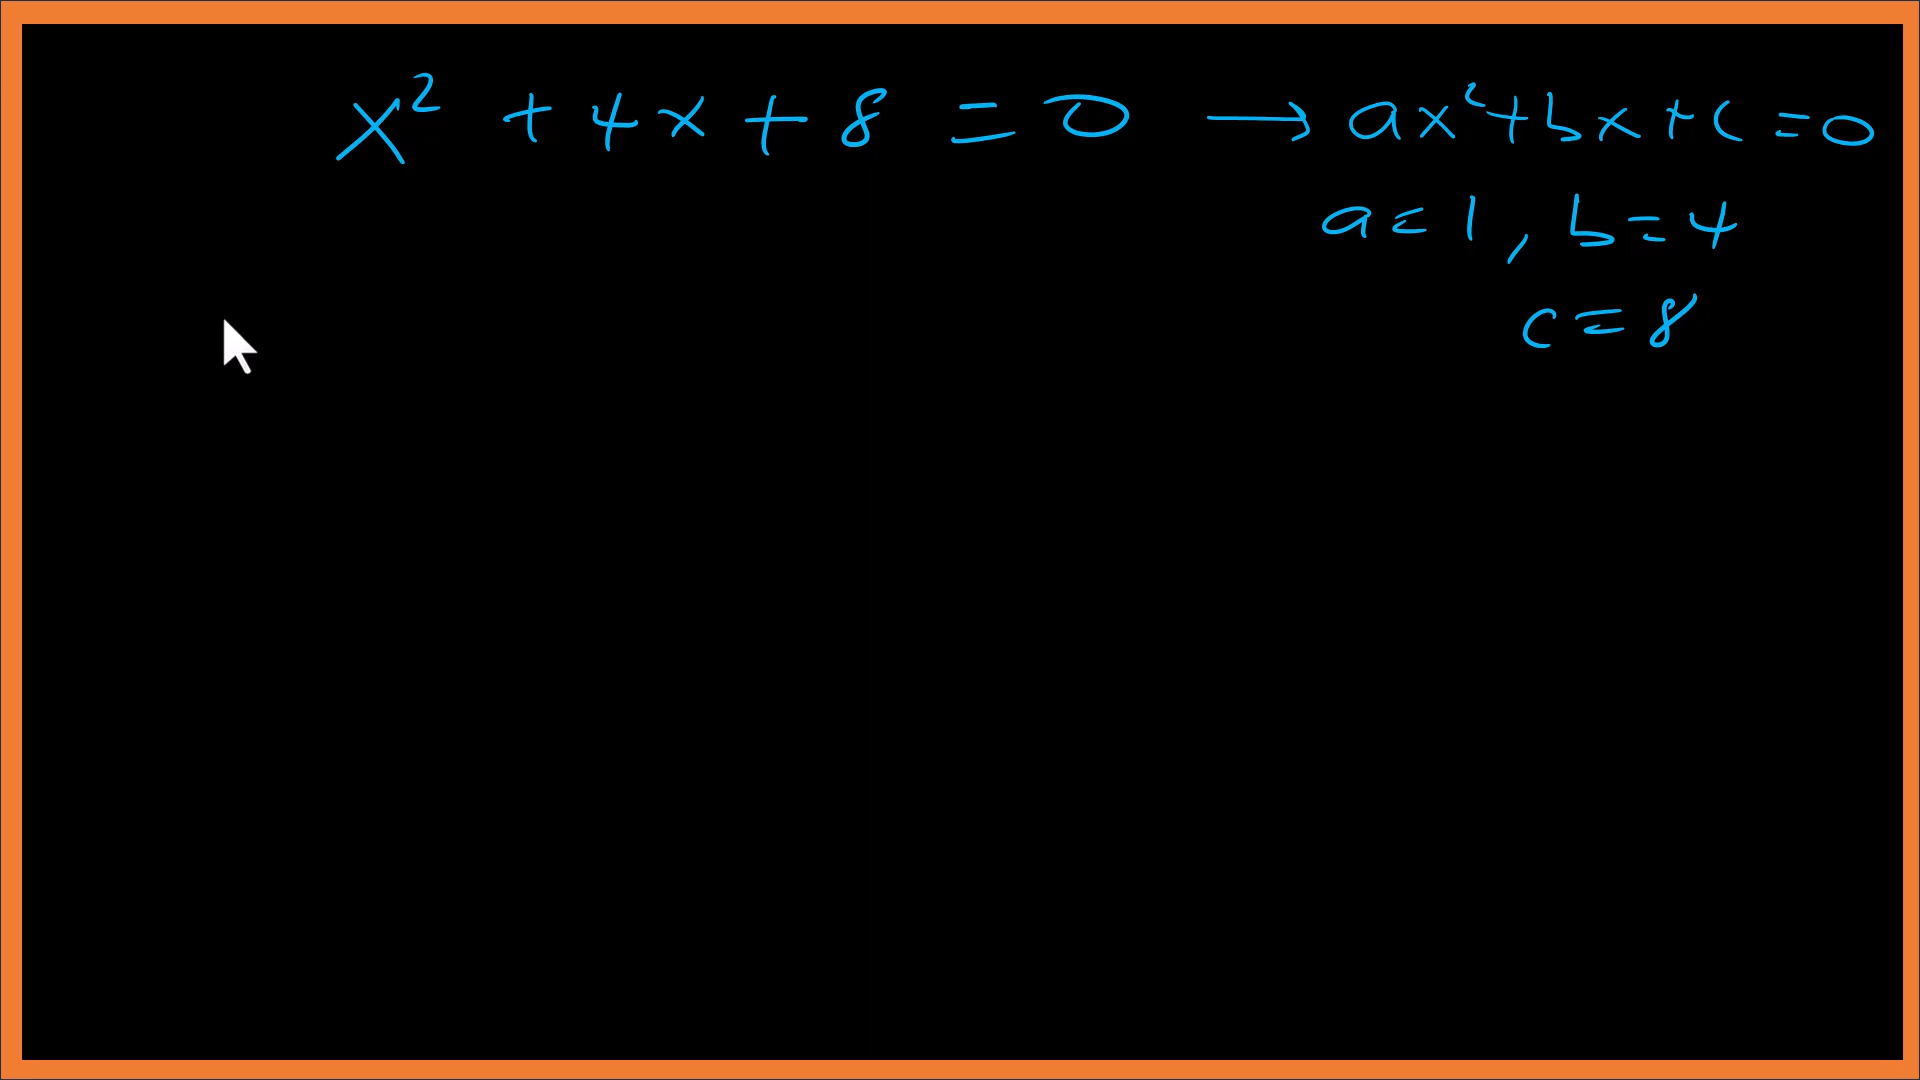 x² + 4x + 8 = 0 → ax² + bx + c = 0
a = 1, b = 4
c = 8